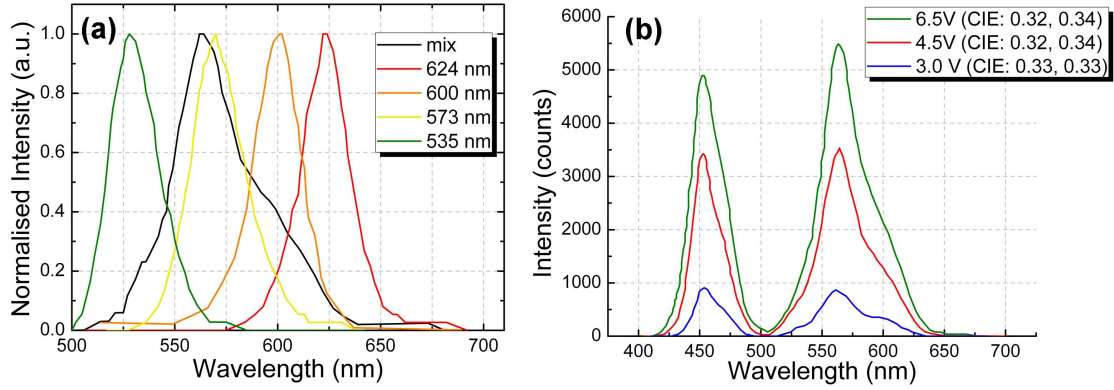 (a)
Normalised Intensity (a.u.)
1.0
0.8
0.6
0.4
0.2
0.0
500
550
600
650
700
Wavelength (nm)
mix
624 nm
600 nm
573 nm
535 nm
(b)
Intensity (counts)
6000
5000
4000
3000
2000
1000
0
400
450
500
550
600
650
700
Wavelength (nm)
6.5V (CIE: 0.32, 0.34)
4.5V (CIE: 0.32, 0.34)
3.0 V (CIE: 0.33, 0.33)